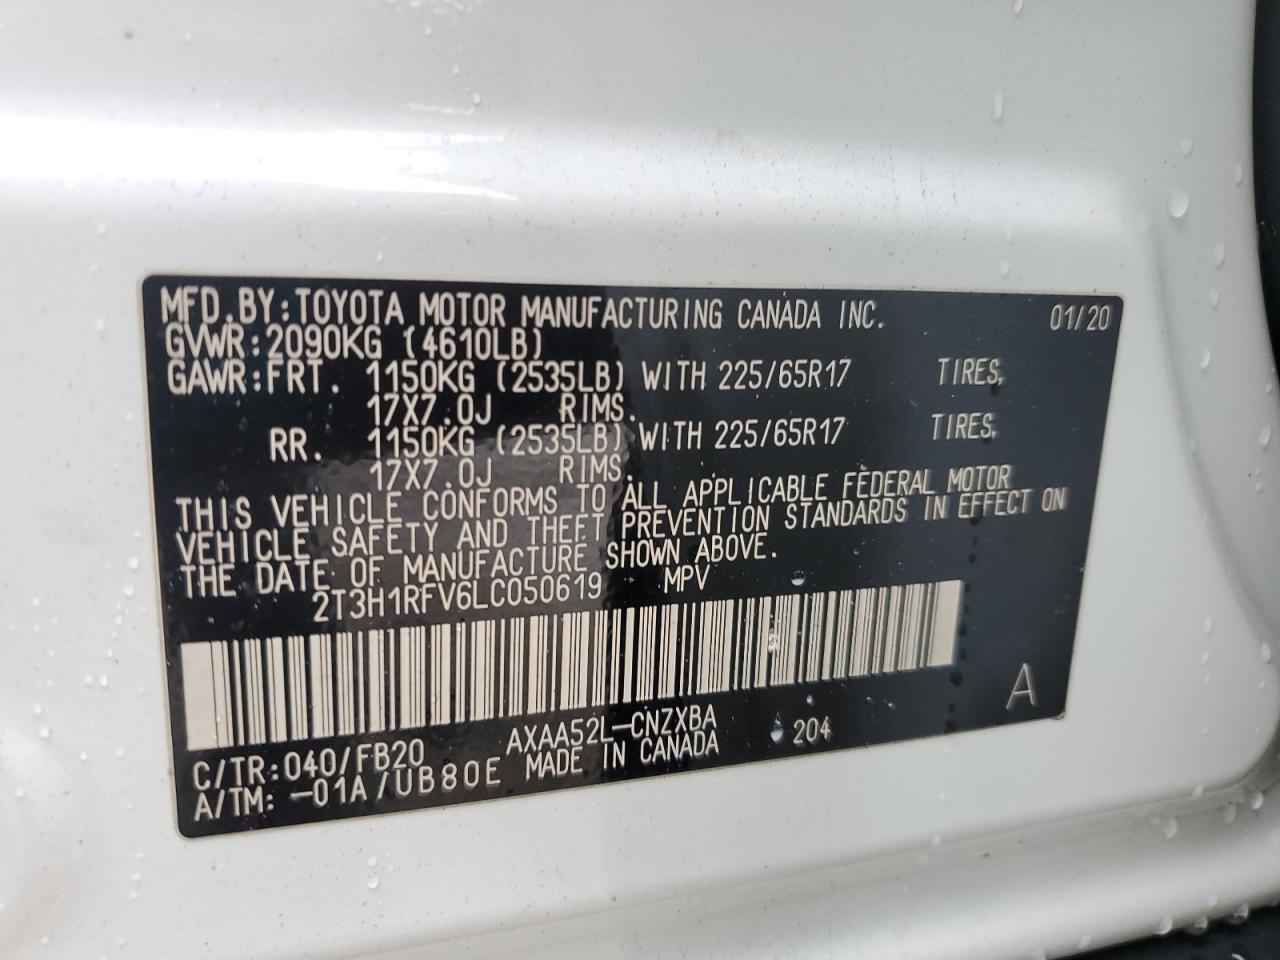 MFD.BY:TOYOTA MOTOR MANUFACTURING CANADA INC. 01/20
GVWR:2090KG (4610LB)
GAWR:FRT. 1150KG (2535LB) WITH 225/65R17 TIRES,
17X7.0J RIMS.
RR. 1150KG (2535LB) WITH 225/65R17 TIRES,
17X7.0J RIMS.
THIS VEHICLE CONFORMS TO ALL APPLICABLE FEDERAL MOTOR
VEHICLE SAFETY AND THEFT PREVENTION STANDARDS IN EFFECT ON
THE DATE OF MANUFACTURE SHOWN ABOVE.
2T3H1RFV6LC050619 MPV
A
C/TR:040/FB20 AXAA52L-CNZXBA 204
A/TM: -01A/UB80E MADE IN CANADA